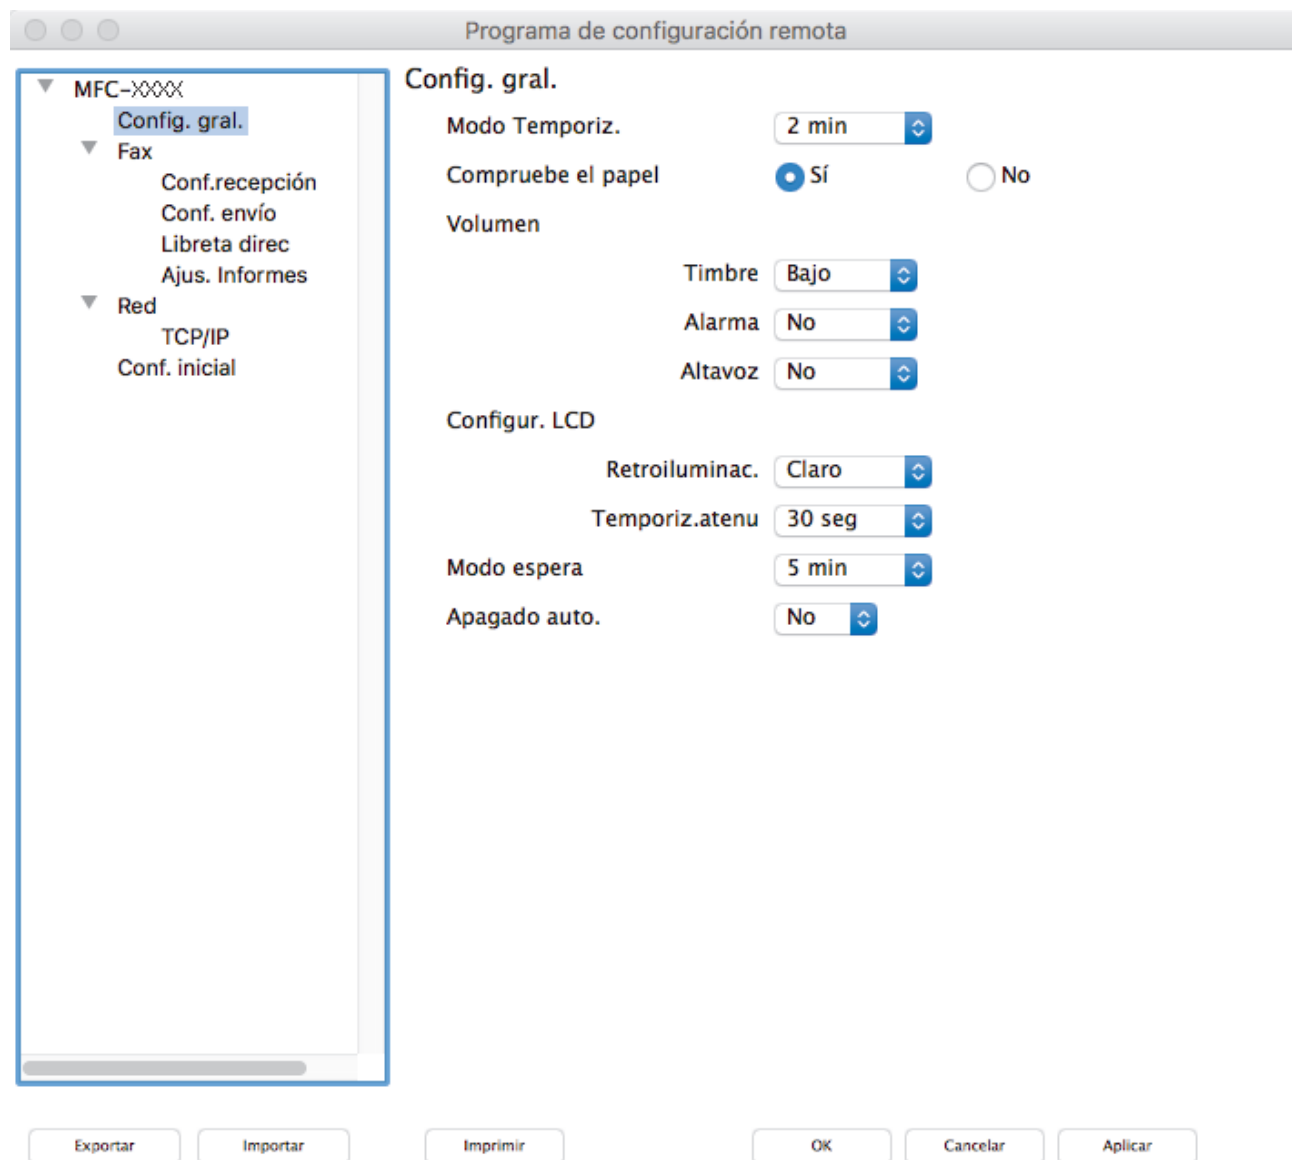 Programa de configuración remota
MFC-XXXX
Config. gral.
Fax
Conf.recepción
Conf. envío
Libreta direc
Ajus. Informes
Red
TCP/IP
Conf. inicial
Config. gral.
Modo Temporiz. 2 min
Compruebe el papel Sí No
Volumen
Timbre Bajo
Alarma No
Altavoz No
Configur. LCD
Retroiluminac. Claro
Temporiz.atenu 30 seg
Modo espera 5 min
Apagado auto. No
Exportar Importar Imprimir OK Cancelar Aplicar